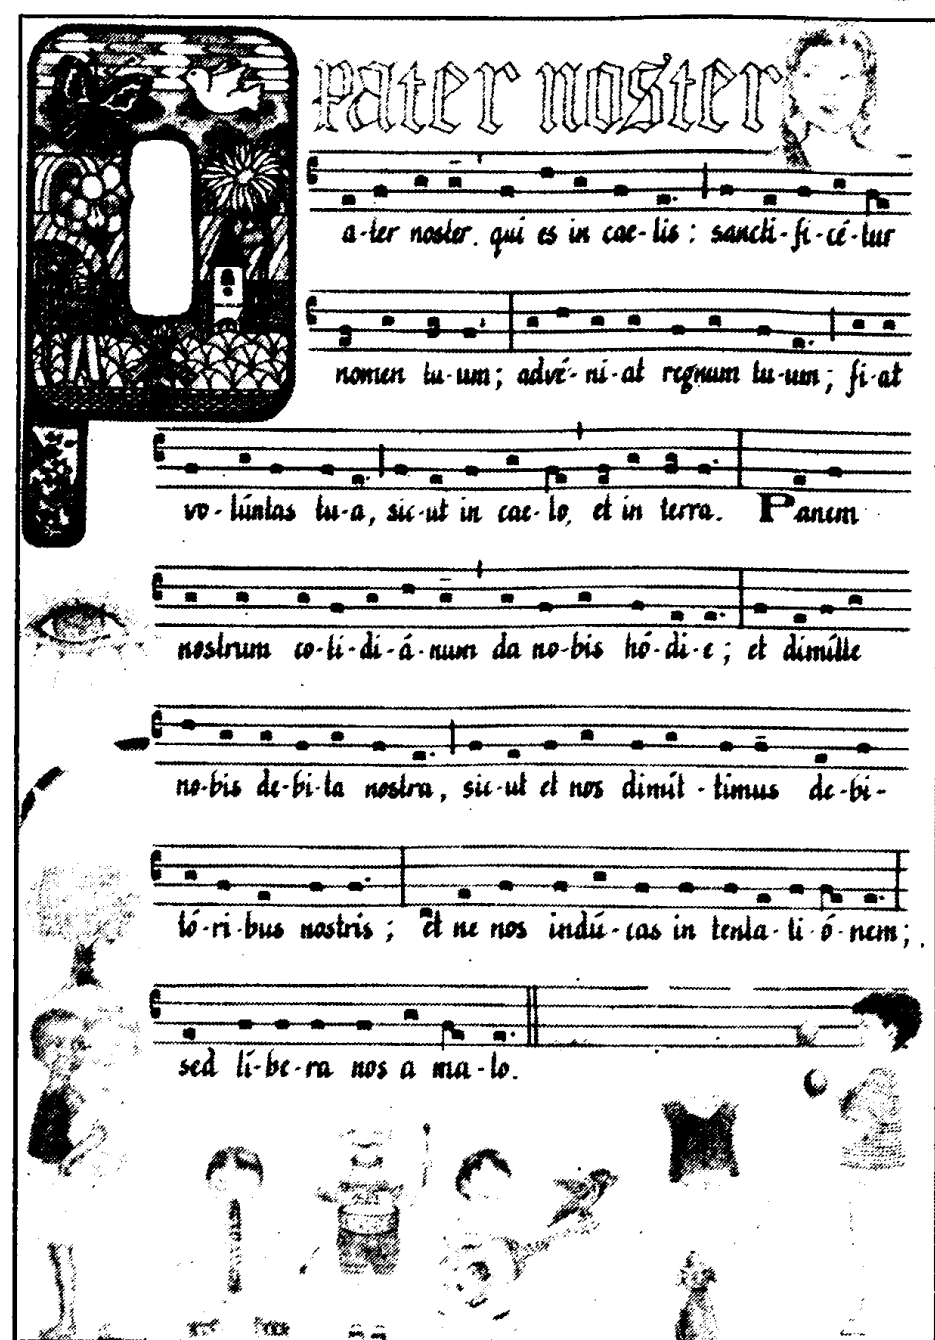 Pater noster
a-ter noster, qui es in cae-lis: sancti-fi-cé-tur
nomen tu-um; advé-ni-at regnum tu-um; fi-at
vo-lúntas tu-a, sic-ut in cae-lo, et in terra. Panem
nostrum co-ti-di-á-num da no-bis hó-di-e; et dimítte
no-bis de-bi-ta nostra, sic-ut et nos dimít-timus de-bi-
tó-ri-bus nostris; et ne nos indú-cas in tenta-ti-ó-nem;
sed lí-be-ra nos a ma-lo.